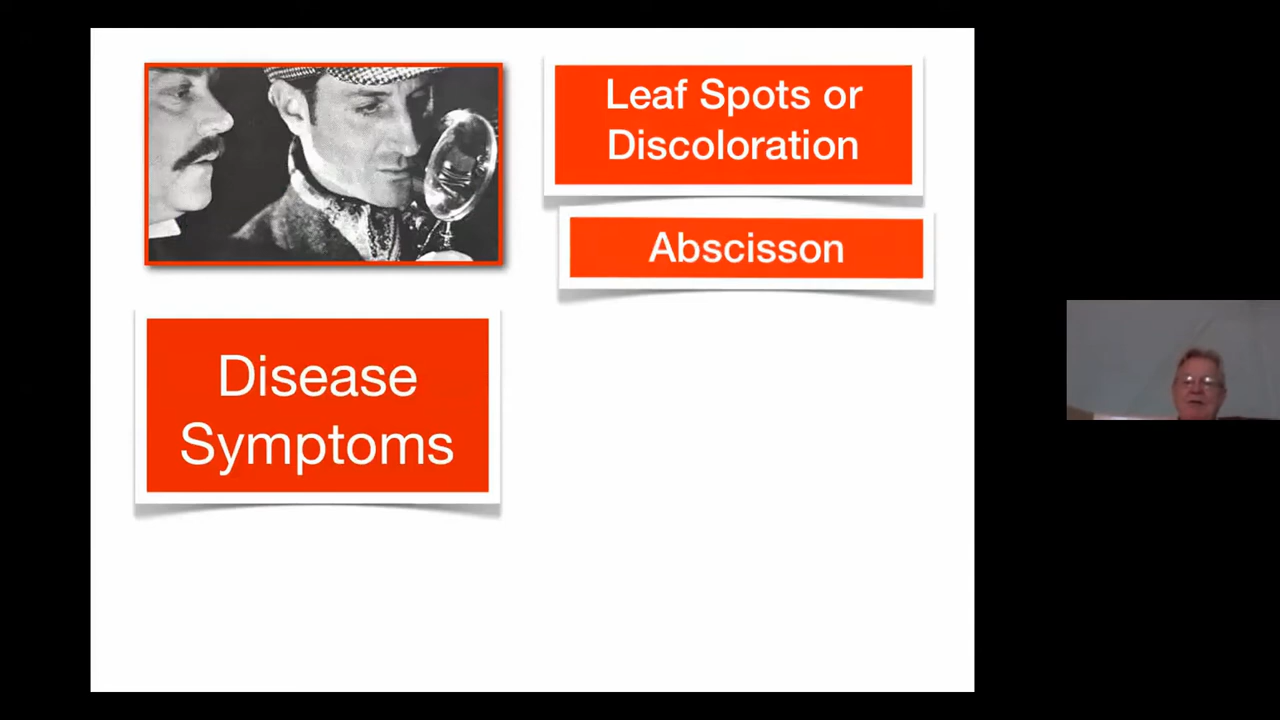 Leaf Spots or
Discoloration
Abscisson
Disease
Symptoms